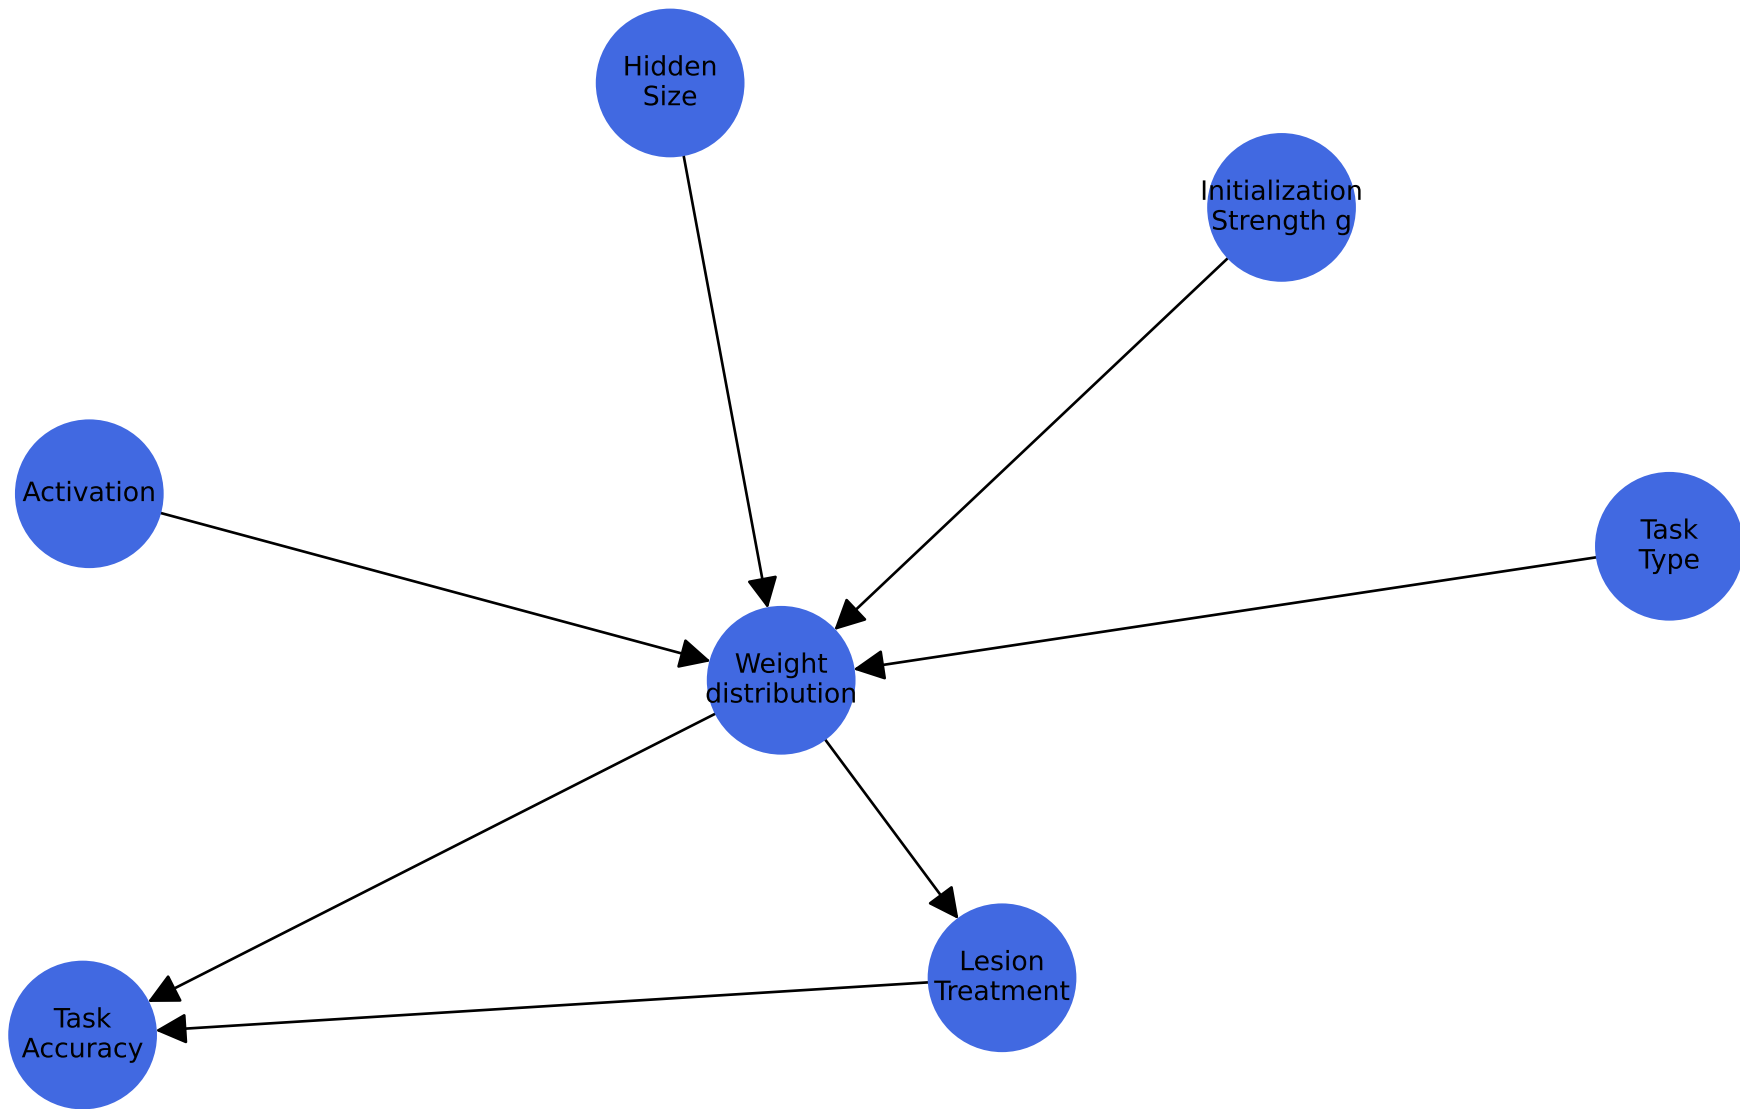 Hidden
Size
Initialization
Strength g
Activation
Task
Type
Weight
distribution
Lesion
Treatment
Task
Accuracy